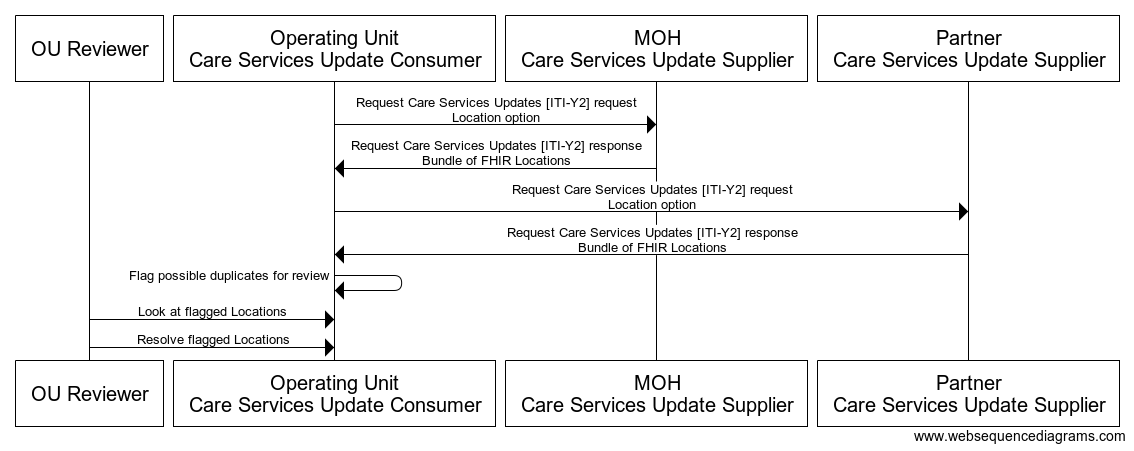 OU Reviewer
Operating Unit
Care Services Update Consumer
MOH
Care Services Update Supplier
Partner
Care Services Update Supplier
Request Care Services Updates [ITI-Y2] request
Location option
Request Care Services Updates [ITI-Y2] response
Bundle of FHIR Locations
Request Care Services Updates [ITI-Y2] request
Location option
Request Care Services Updates [ITI-Y2] response
Bundle of FHIR Locations
Flag possible duplicates for review
Look at flagged Locations
Resolve flagged Locations
OU Reviewer
Operating Unit
Care Services Update Consumer
MOH
Care Services Update Supplier
Partner
Care Services Update Supplier
www.websequencediagrams.com